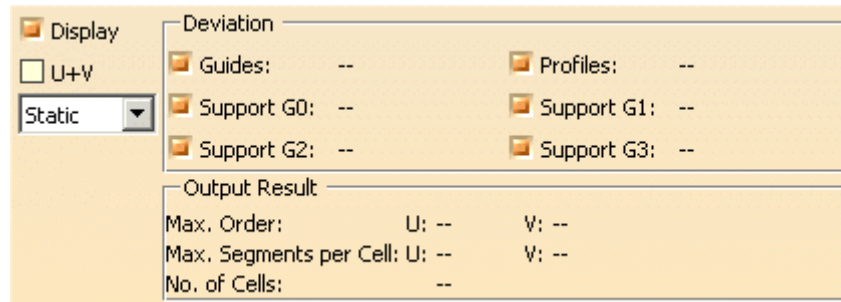 Display
U+V
Static
Deviation
Guides: -- Profiles: --
Support G0: -- Support G1: --
Support G2: -- Support G3: --
Output Result
Max. Order: U: -- V: --
Max. Segments per Cell: U: -- V: --
No. of Cells: --